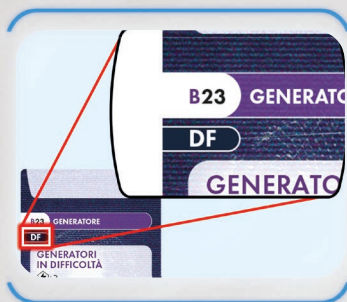 B23 GENERATO
DF
GENERATO
B23 GENERATORE
DF
GENERATORI
IN DIFFICOLTÀ